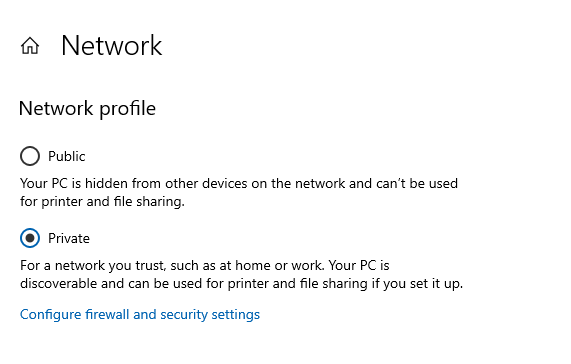 Network
Network profile
Public
Your PC is hidden from other devices on the network and can't be used
for printer and file sharing.
Private
For a network you trust, such as at home or work. Your PC is
discoverable and can be used for printer and file sharing if you set it up.
Configure firewall and security settings